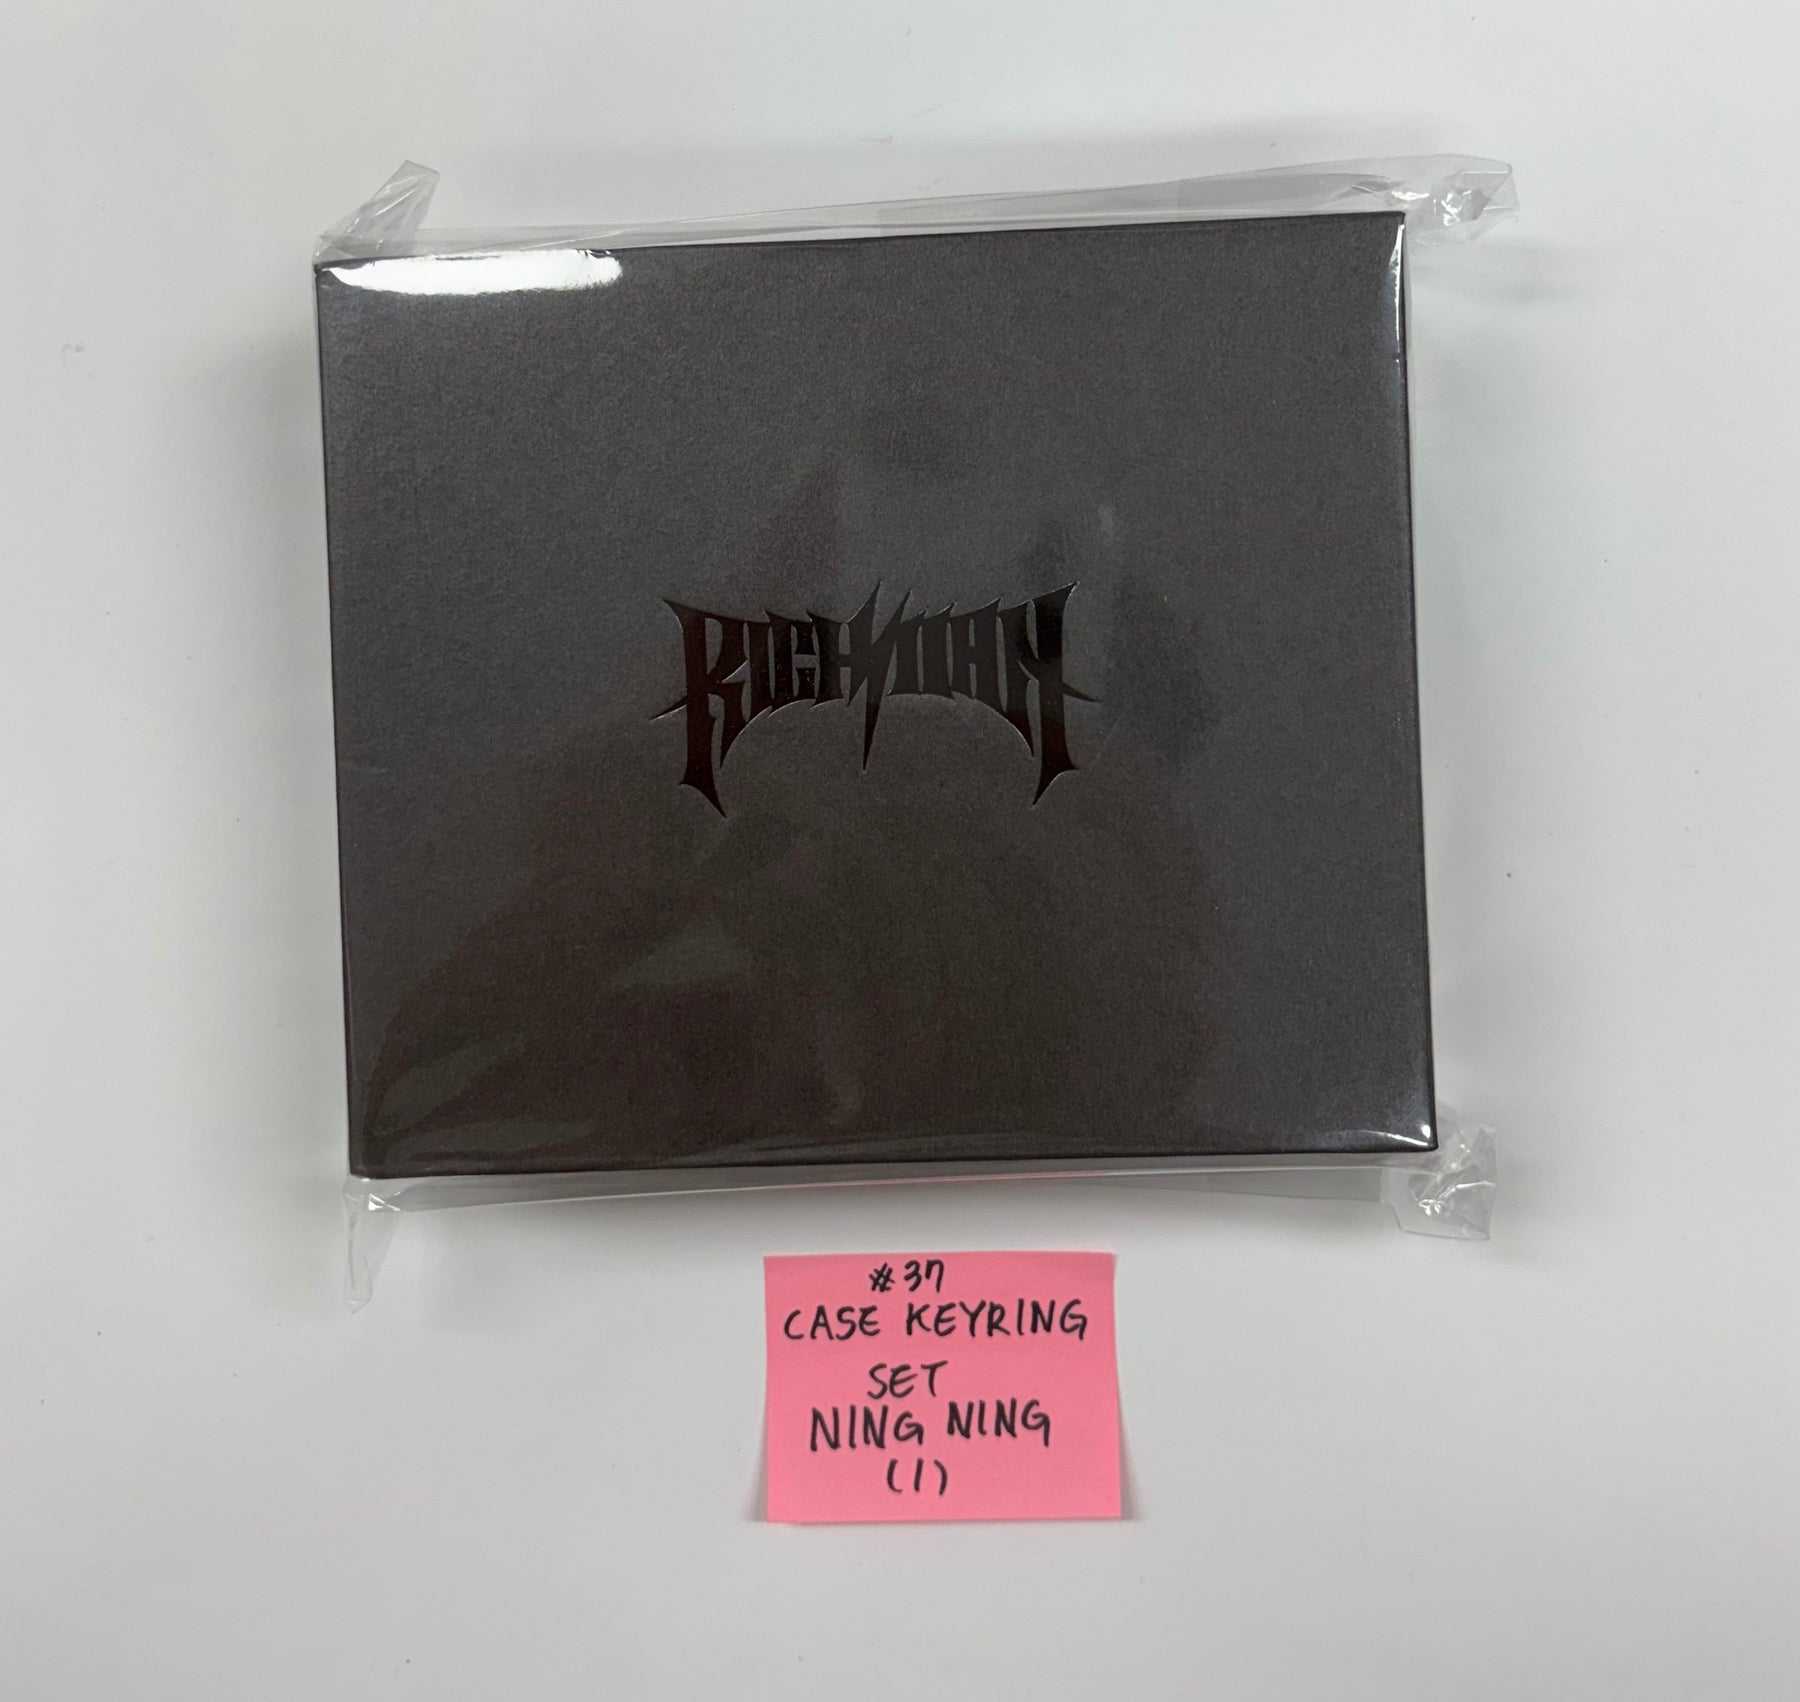 RICH MAN
#37
CASE KEYRING
SET
NING NING
(1)